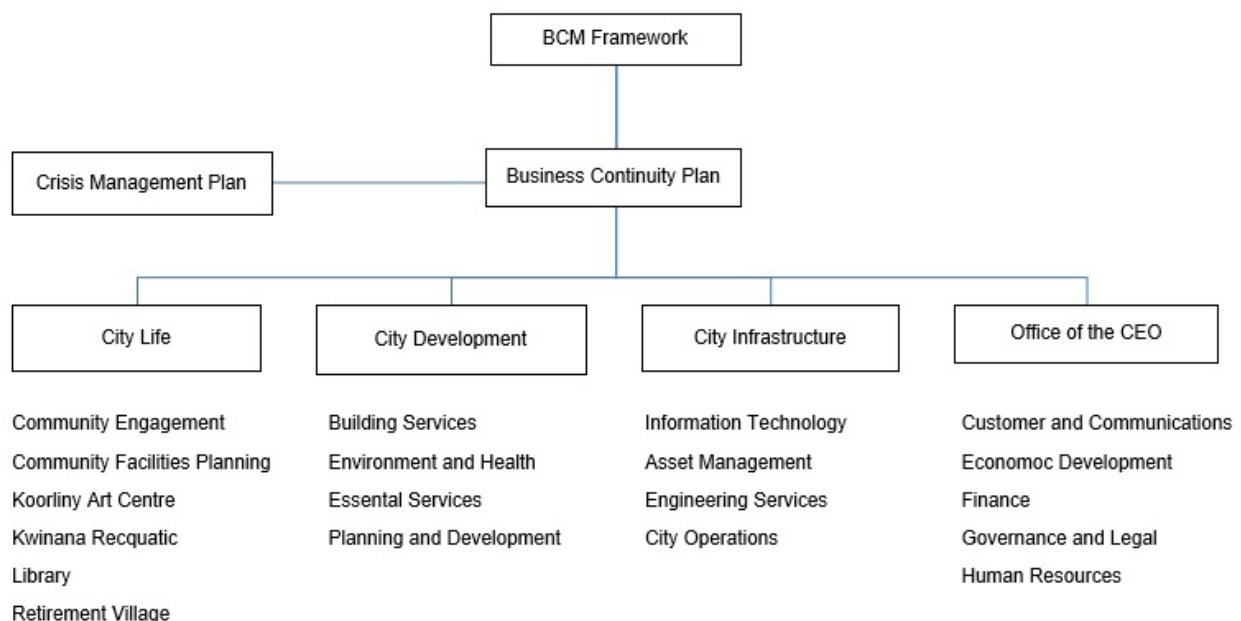 BCM Framework
Crisis Management Plan
Business Continuity Plan
City Life
City Development
City Infrastructure
Office of the CEO
Community Engagement
Community Facilities Planning
Koorliny Art Centre
Kwinana Recquatic
Library
Retirement Village
Building Services
Environment and Health
Essental Services
Planning and Development
Information Technology
Asset Management
Engineering Services
City Operations
Customer and Communications
Economoc Development
Finance
Governance and Legal
Human Resources